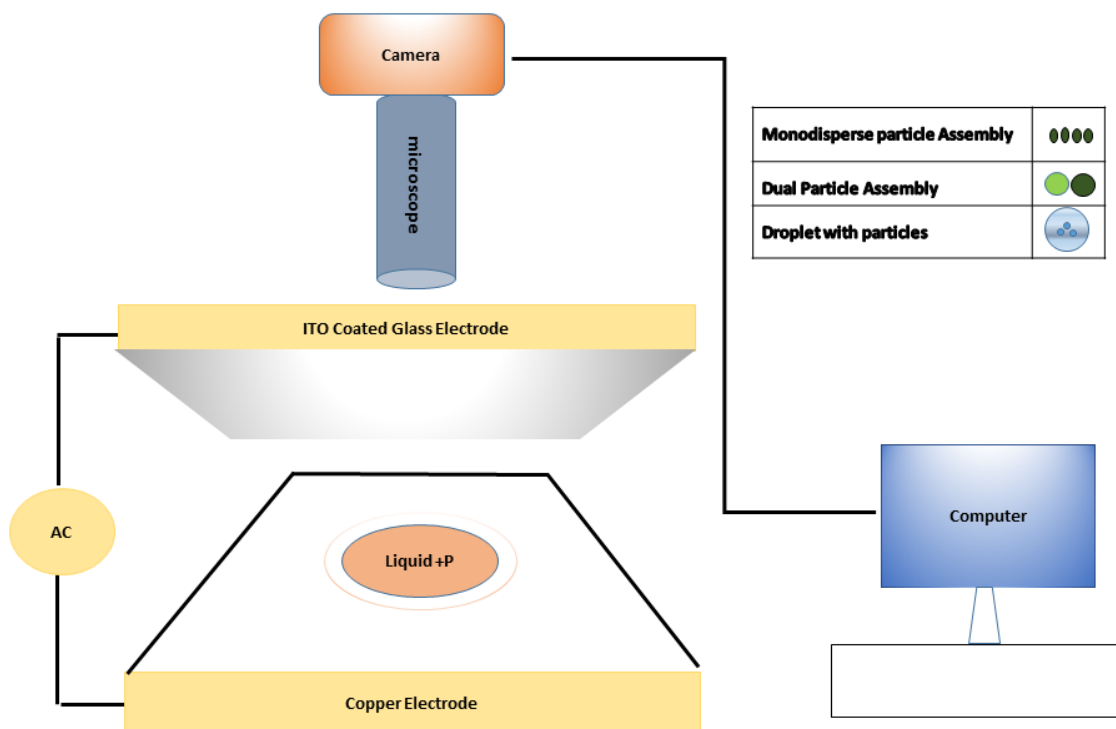 Camera
microscope
Monodisperse particle Assembly
Dual Particle Assembly
Droplet with particles
ITO Coated Glass Electrode
AC
Liquid +P
Computer
Copper Electrode